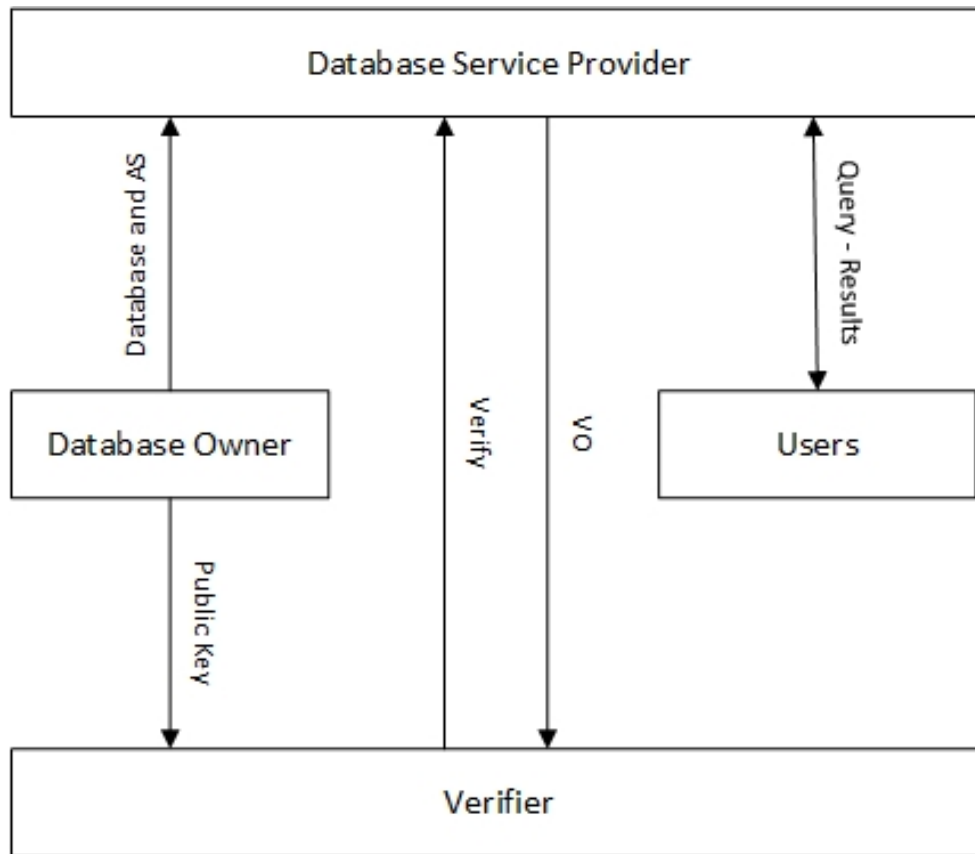 Database Service Provider
Database and AS
Query - Results
Database Owner
Verify
VO
Users
Public Key
Verifier